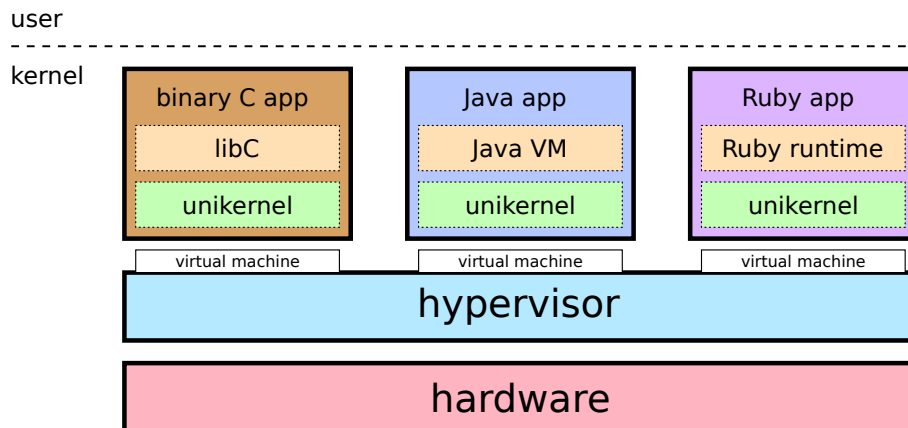 user
kernel
binary C app
libC
unikernel
Java app
Java VM
unikernel
Ruby app
Ruby runtime
unikernel
virtual machine
virtual machine
virtual machine
hypervisor
hardware